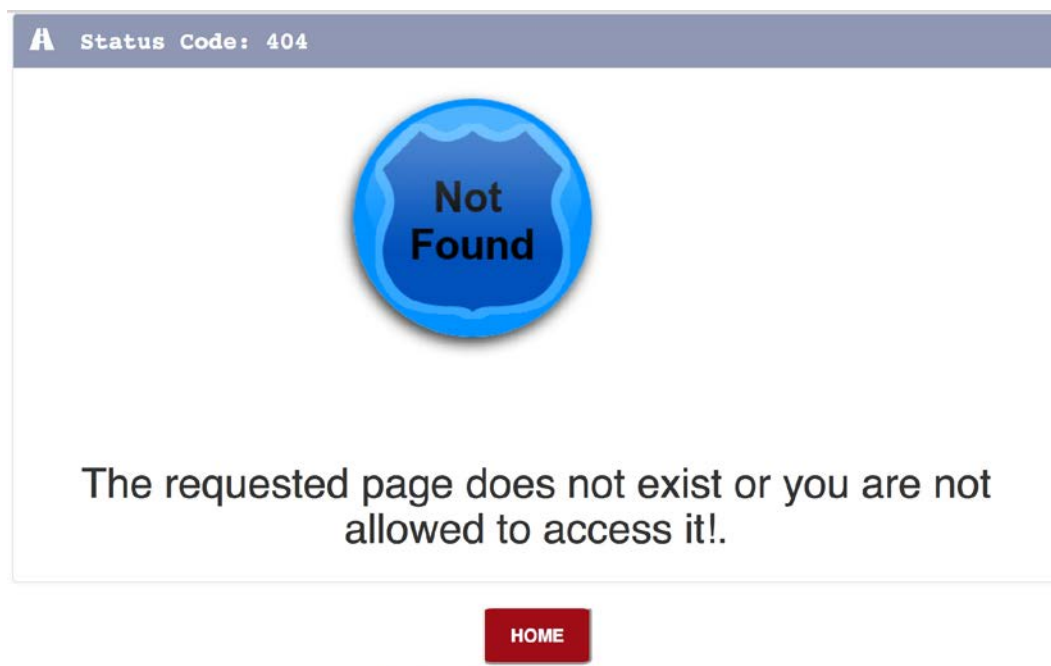 Status Code: 404
Not
Found
The requested page does not exist or you are not
allowed to access it!.
HOME